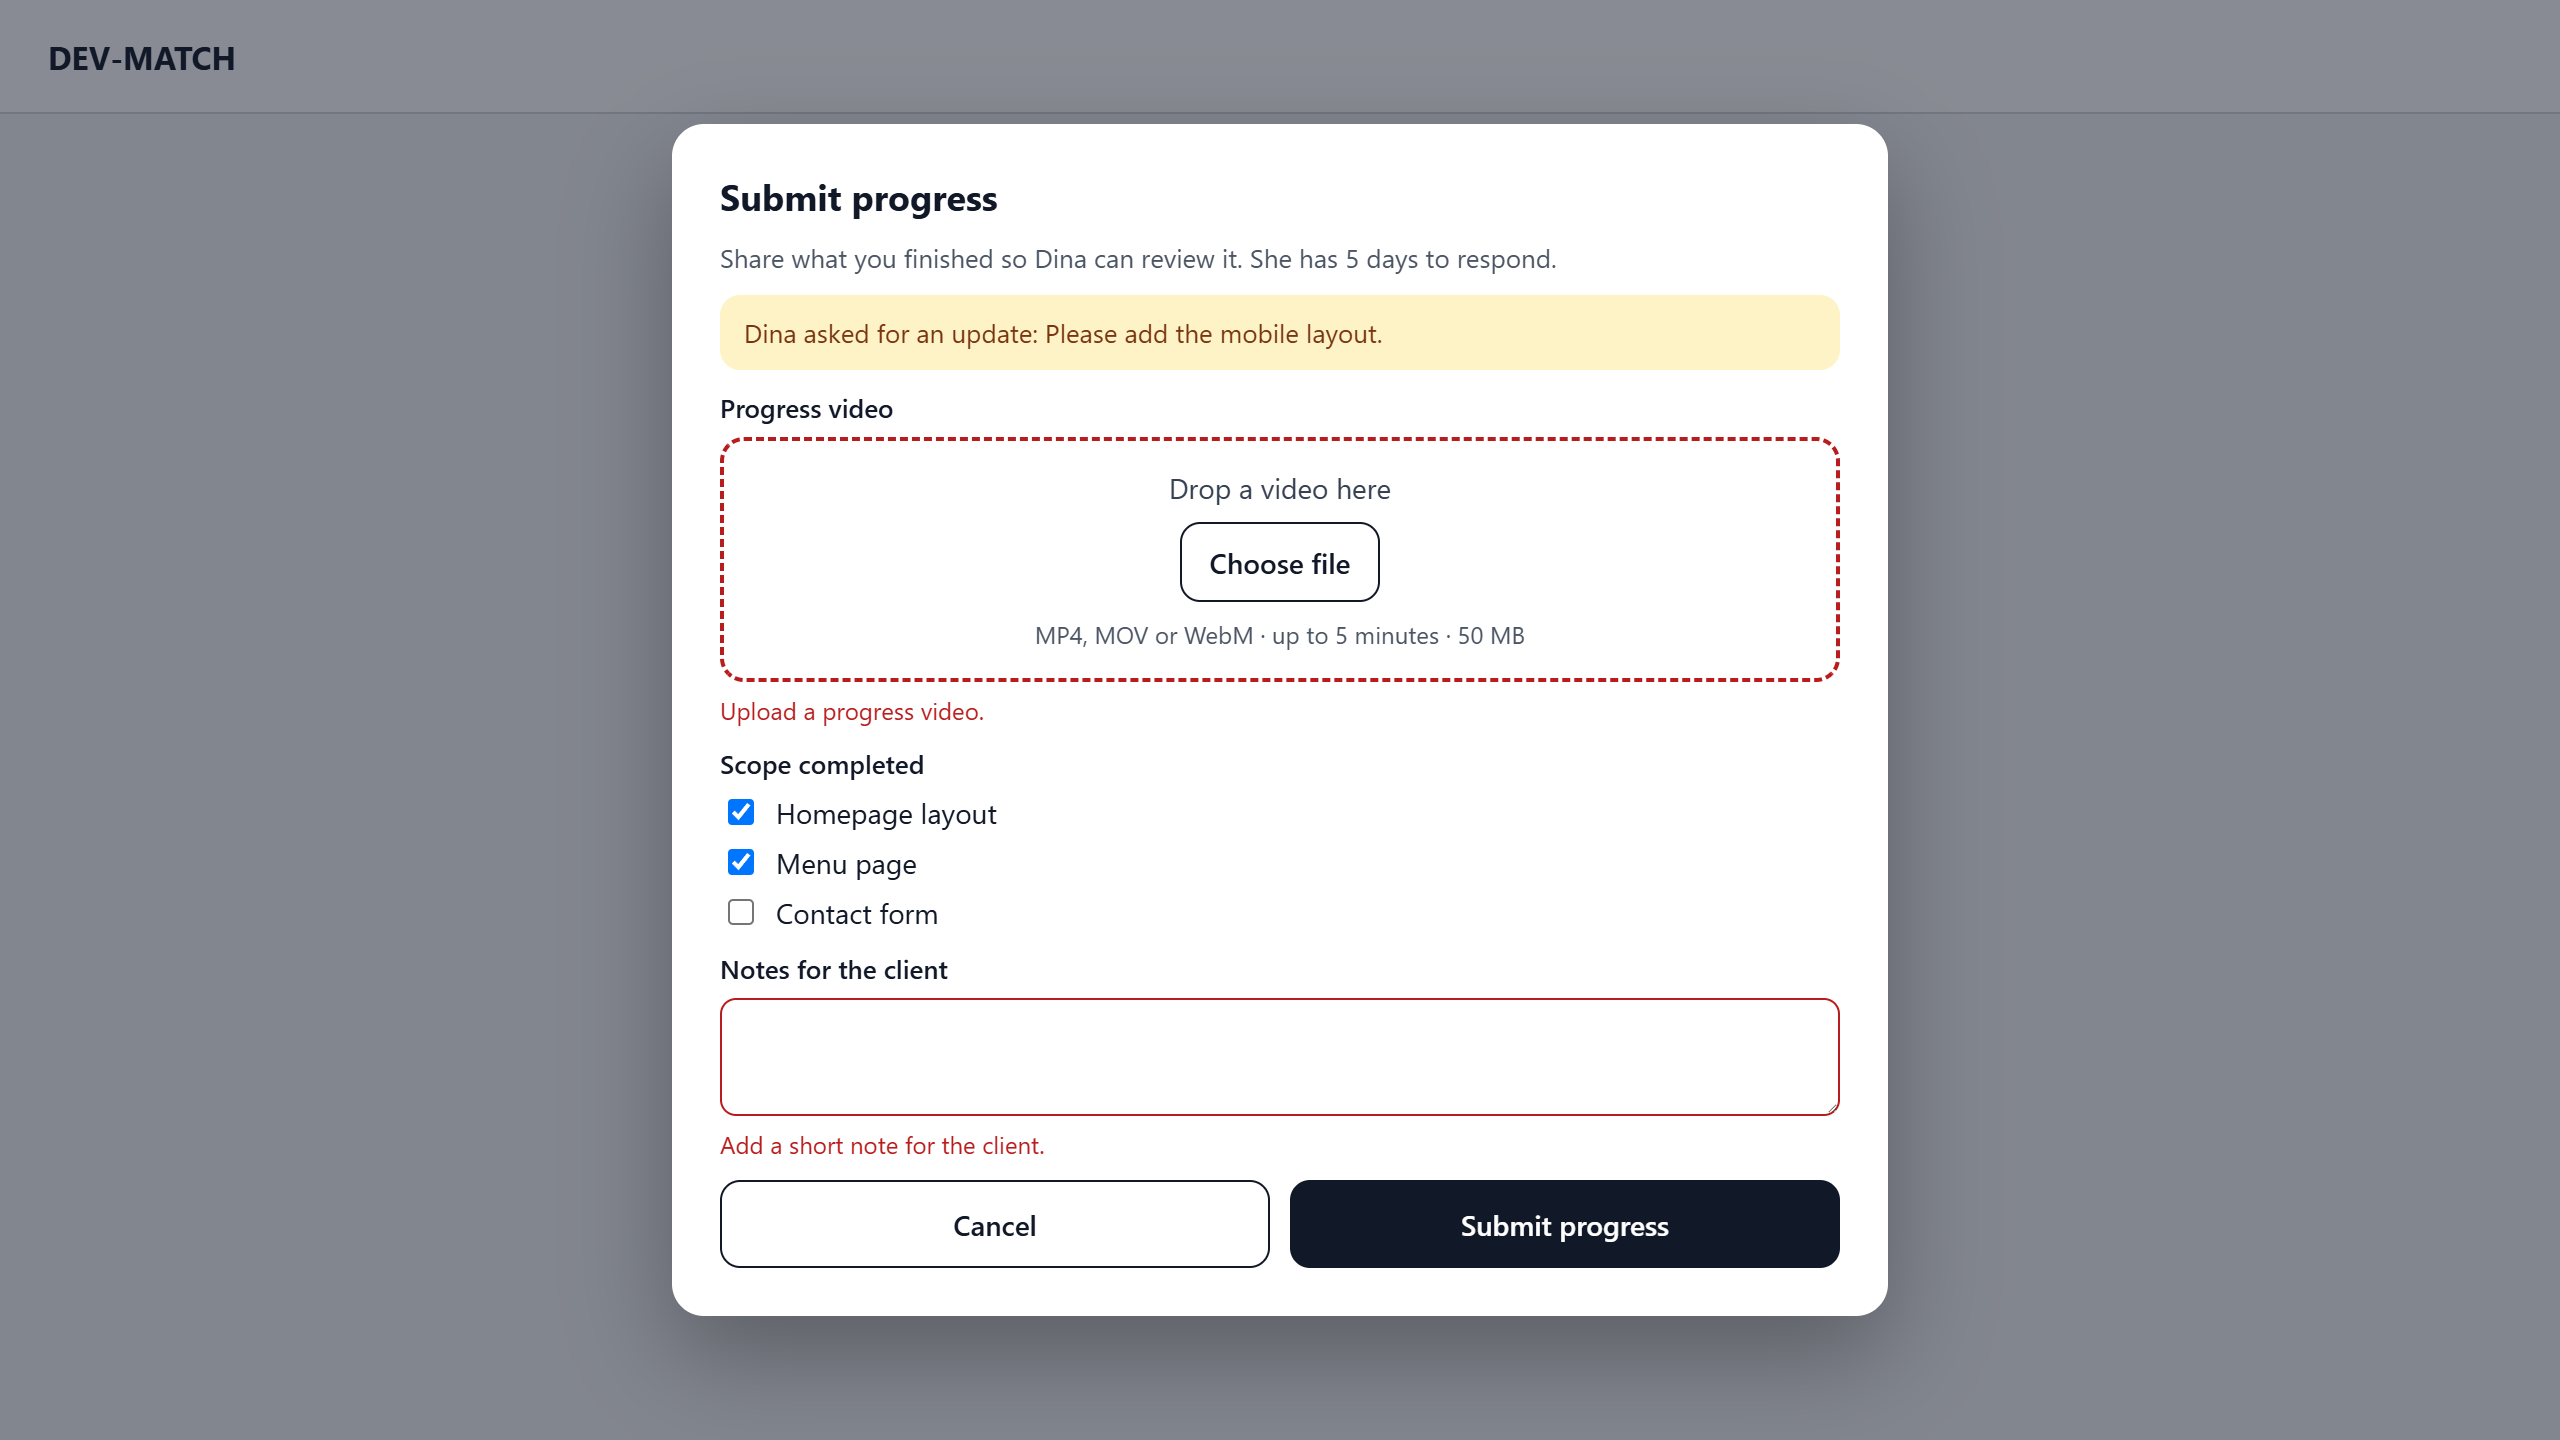 DEV-MATCH
Submit progress
Share what you finished so Dina can review it. She has 5 days to respond.
Dina asked for an update: Please add the mobile layout.
Progress video
Drop a video here
Choose file
MP4, MOV or WebM · up to 5 minutes · 50 MB
Upload a progress video.
Scope completed
Homepage layout
Menu page
Contact form
Notes for the client
Add a short note for the client.
Cancel
Submit progress